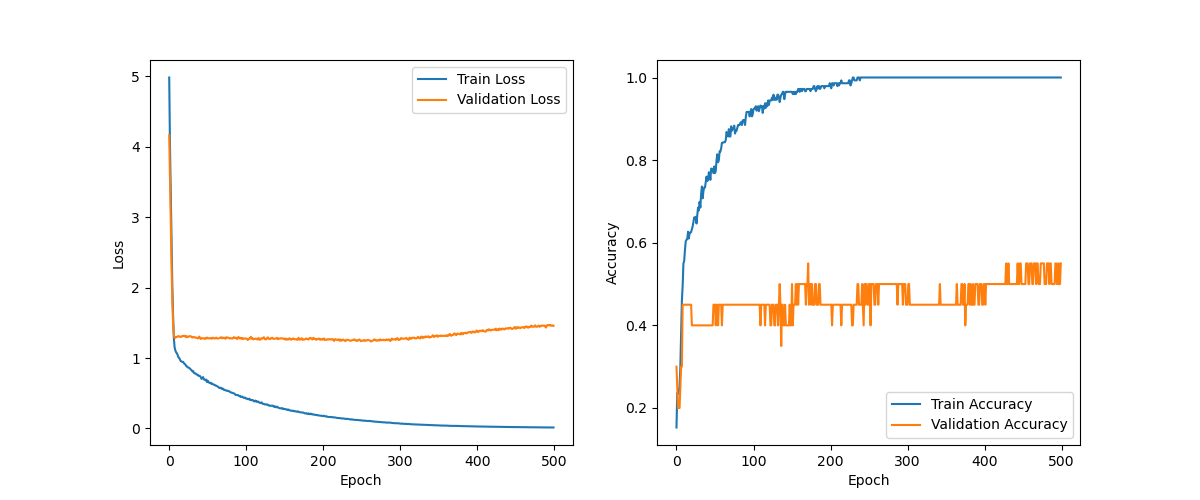 5
4
3
2
1
0
Loss
0 100 200 300 400 500
Epoch
Train Loss
Validation Loss
1.0
0.8
0.6
0.4
0.2
Accuracy
0 100 200 300 400 500
Epoch
Train Accuracy
Validation Accuracy